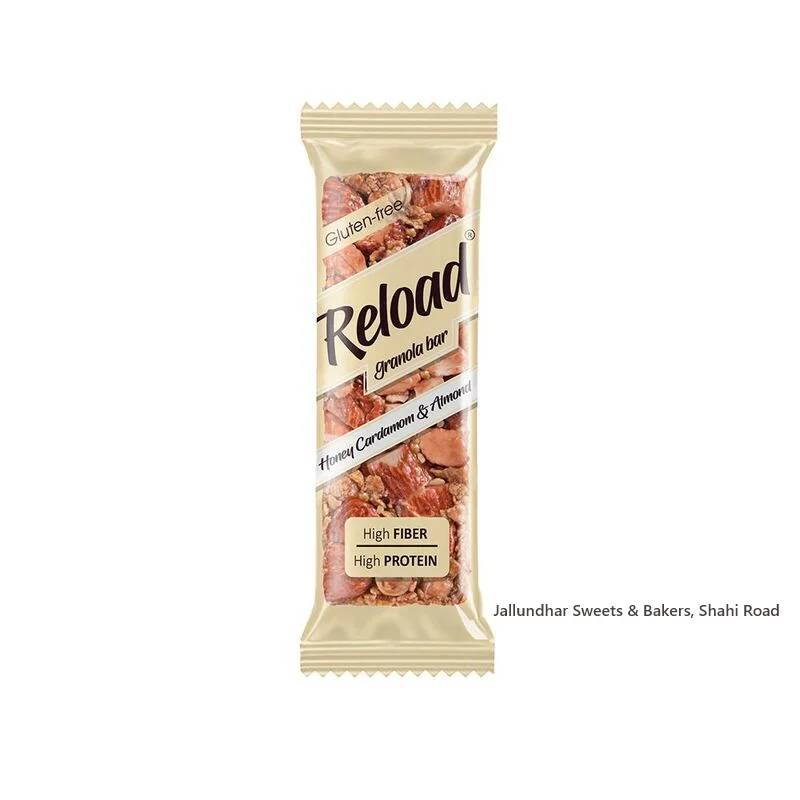 Gluten-free
Reload®
granola bar
Honey Cardamom & Almond
High FIBER
High PROTEIN
Jallundhar Sweets & Bakers, Shahi Road